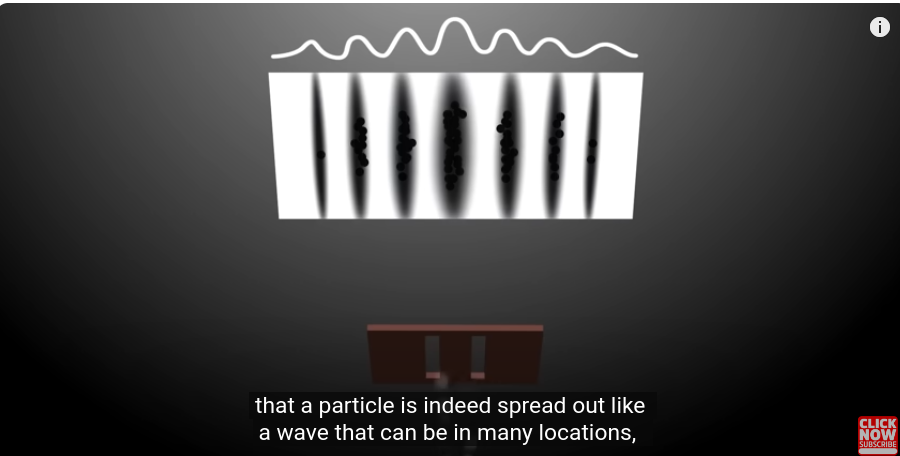 that a particle is indeed spread out like
a wave that can be in many locations,
CLICK
NOW
SUBSCRIBE